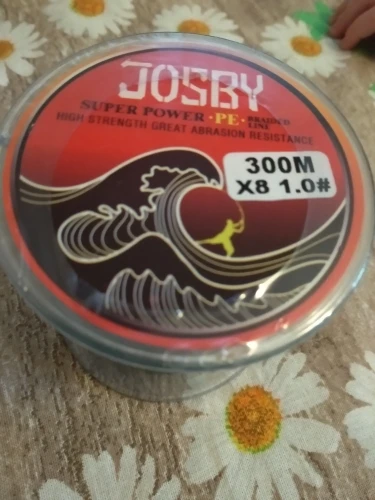 JOSBY
SUPER POWER·PE·BRAIDED LINE
HIGH STRENGTH GREAT ABRASION RESISTANCE
300M
X8 1.0#